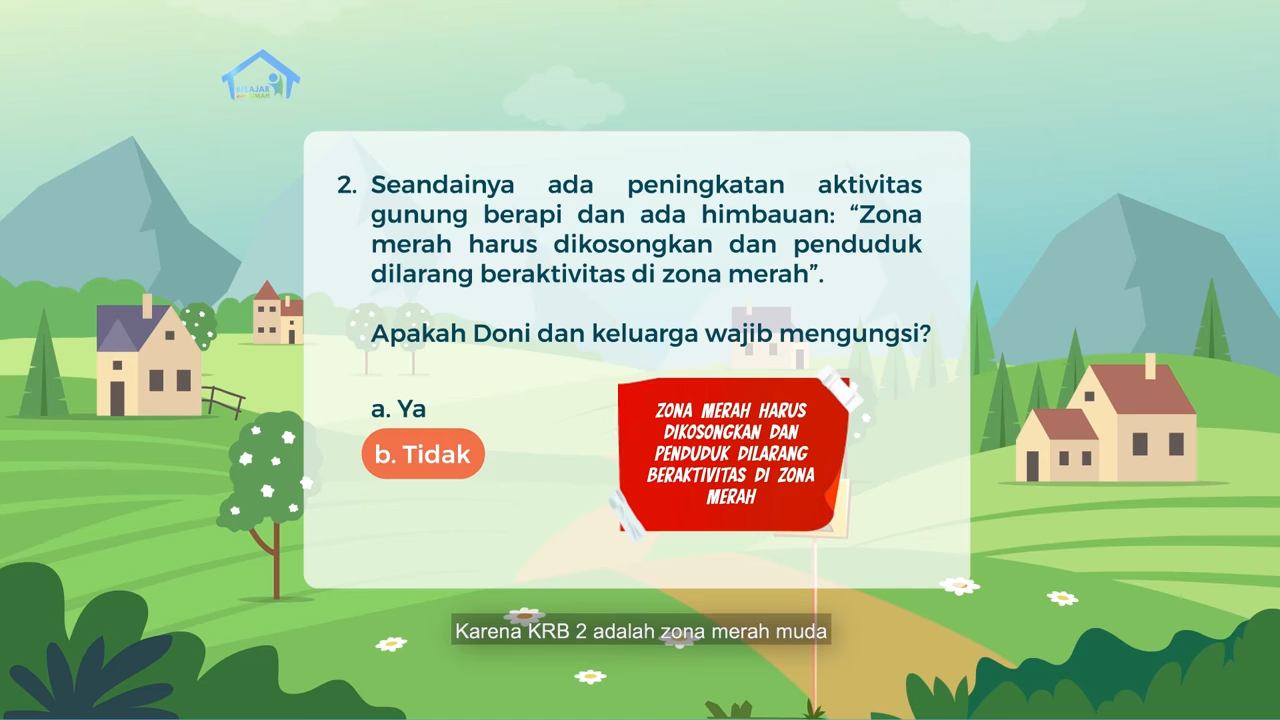 BELAJAR
RUMAH
2. Seandainya ada peningkatan aktivitas
gunung berapi dan ada himbauan: “Zona
merah harus dikosongkan dan penduduk
dilarang beraktivitas di zona merah”.
Apakah Doni dan keluarga wajib mengungsi?
a. Ya
b. Tidak
ZONA MERAH HARUS
DIKOSONGKAN DAN
PENDUDUK DILARANG
BERAKTIVITAS DI ZONA
MERAH
Karena KRB 2 adalah zona merah muda